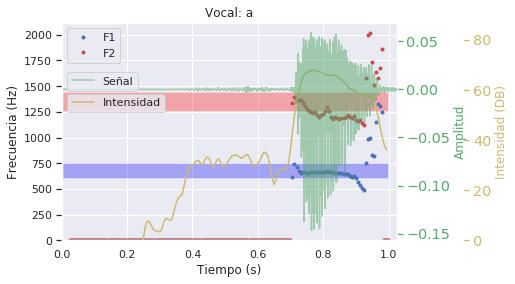 Vocal: a
F1
F2
Señal
Intensidad
Frecuencia (Hz)
2000
1750
1500
1250
1000
750
500
250
0
0.0
0.2
0.4
0.6
0.8
1.0
Tiempo (s)
0.05
0.00
−0.05
−0.10
−0.15
Amplitud
80
60
40
20
0
Intensidad (DB)